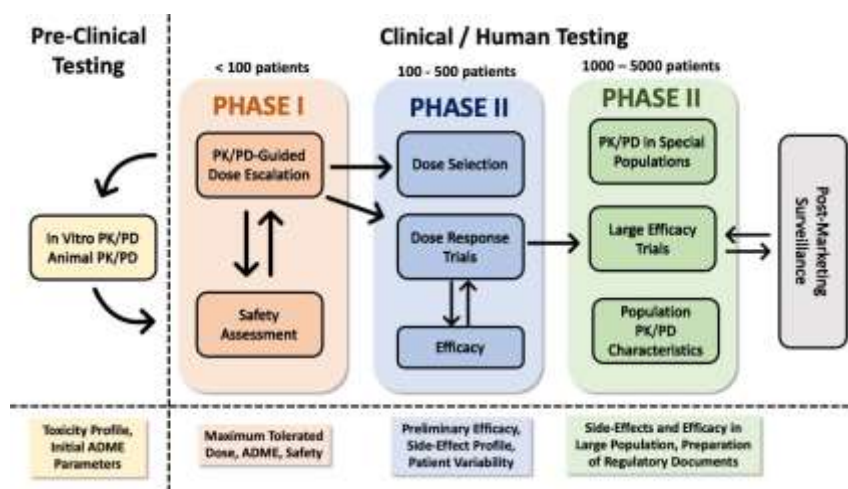 Pre-Clinical
Testing
Clinical / Human Testing
< 100 patients
100 - 500 patients
1000 – 5000 patients
PHASE I
PHASE II
PHASE II
PK/PD-Guided
Dose Escalation
Dose Selection
PK/PD in Special
Populations
In Vitro PK/PD
Animal PK/PD
Dose Response
Trials
Large Efficacy
Trials
Post-Marketing
Surveillance
Safety
Assessment
Efficacy
Population
PK/PD
Characteristics
Toxicity Profile,
Initial ADME
Parameters
Maximum Tolerated
Dose, ADME, Safety
Preliminary Efficacy,
Side-Effect Profile,
Patient Variability
Side-Effects and Efficacy in
Large Population, Preparation
of Regulatory Documents